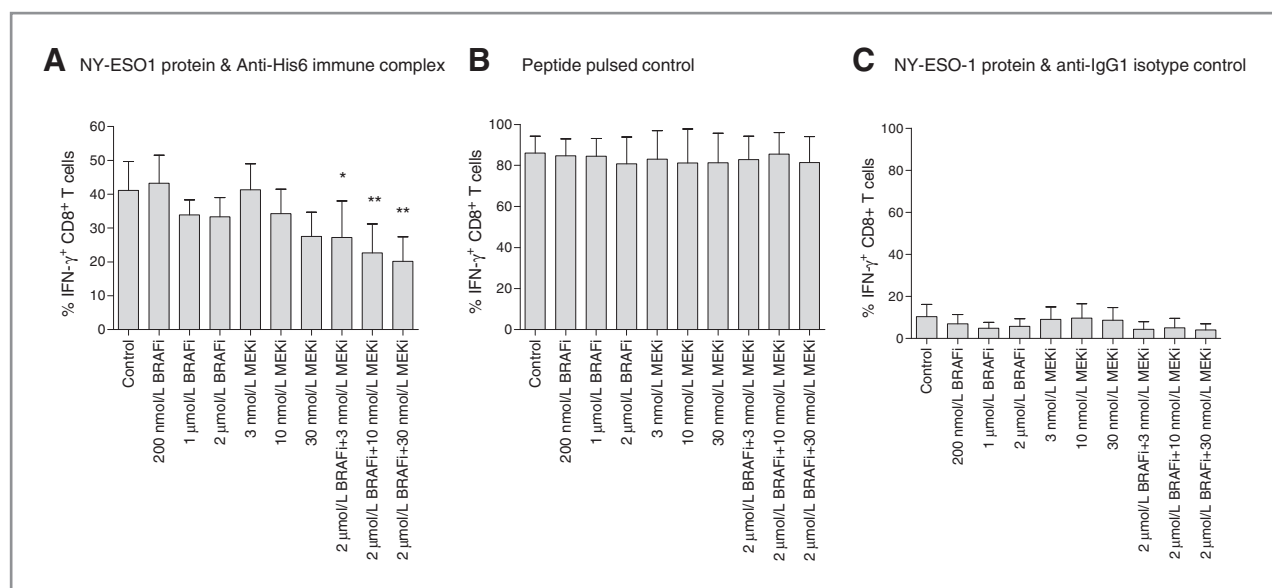 A NY-ESO1 protein & Anti-His6 immune complex
% IFN-γ+ CD8+ T cells
60
50
40
30
20
10
0
*
**
**
Control
200 nmol/L BRAFi
1 μmol/L BRAFi
2 μmol/L BRAFi
3 nmol/L MEKi
10 nmol/L MEKi
30 nmol/L MEKi
2 μmol/L BRAFi+3 nmol/L MEKi
2 μmol/L BRAFi+10 nmol/L MEKi
2 μmol/L BRAFi+30 nmol/L MEKi
B Peptide pulsed control
% IFN-γ+ CD8+ T cells
100
80
60
40
20
0
Control
200 nmol/L BRAFi
1 μmol/L BRAFi
2 μmol/L BRAFi
3 nmol/L MEKi
10 nmol/L MEKi
30 nmol/L MEKi
2 μmol/L BRAFi+3 nmol/L MEKi
2 μmol/L BRAFi+10 nmol/L MEKi
2 μmol/L BRAFi+30 nmol/L MEKi
C NY-ESO-1 protein & anti-IgG1 isotype control
% IFN-γ+ CD8+ T cells
100
80
60
40
20
0
Control
200 nmol/L BRAFi
1 μmol/L BRAFi
2 μmol/L BRAFi
3 nmol/L MEKi
10 nmol/L MEKi
30 nmol/L MEKi
2 μmol/L BRAFi+3 nmol/L MEKi
2 μmol/L BRAFi+10 nmol/L MEKi
2 μmol/L BRAFi+30 nmol/L MEKi